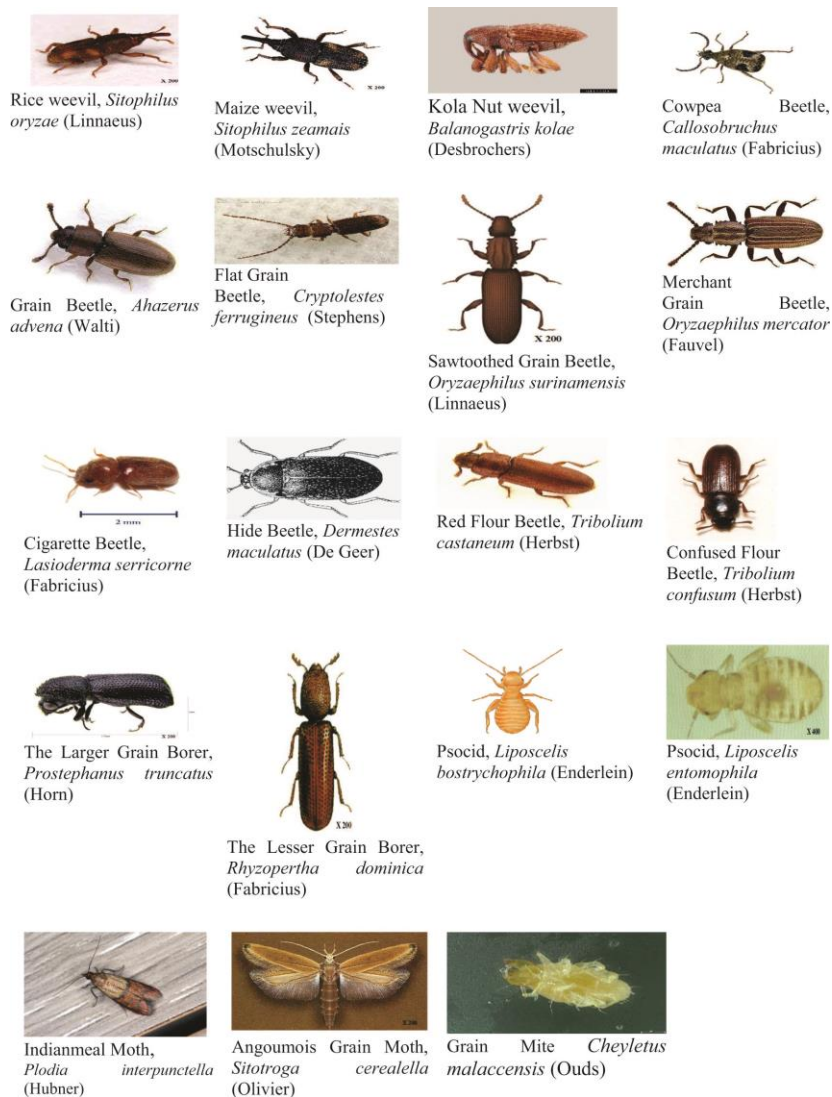 X 200
Rice weevil, Sitophilus
oryzae (Linnaeus)
X 200
Maize weevil,
Sitophilus zeamais
(Motschulsky)
Kola Nut weevil,
Balanogastris kolae
(Desbrochers)
Cowpea Beetle,
Callosobruchus
maculatus (Fabricius)
Grain Beetle, Ahazerus
advena (Walti)
Flat Grain
Beetle, Cryptolestes
ferrugineus (Stephens)
X 200
Sawtoothed Grain Beetle,
Oryzaephilus surinamensis
(Linnaeus)
Merchant
Grain Beetle,
Oryzaephilus mercator
(Fauvel)
2 mm
Cigarette Beetle,
Lasioderma serricorne
(Fabricius)
Hide Beetle, Dermestes
maculatus (De Geer)
Red Flour Beetle, Tribolium
castaneum (Herbst)
Confused Flour
Beetle, Tribolium
confusum (Herbst)
X 200
The Larger Grain Borer,
Prostephanus truncatus
(Horn)
X200
The Lesser Grain Borer,
Rhyzopertha dominica
(Fabricius)
Psocid, Liposcelis
bostrychophila (Enderlein)
X 40
Psocid, Liposcelis
entomophila
(Enderlein)
Indianmeal Moth,
Plodia interpunctella
(Hubner)
Angoumois Grain Moth,
Sitotroga cerealella
(Olivier)
Grain Mite Cheyletus
malaccensis (Ouds)